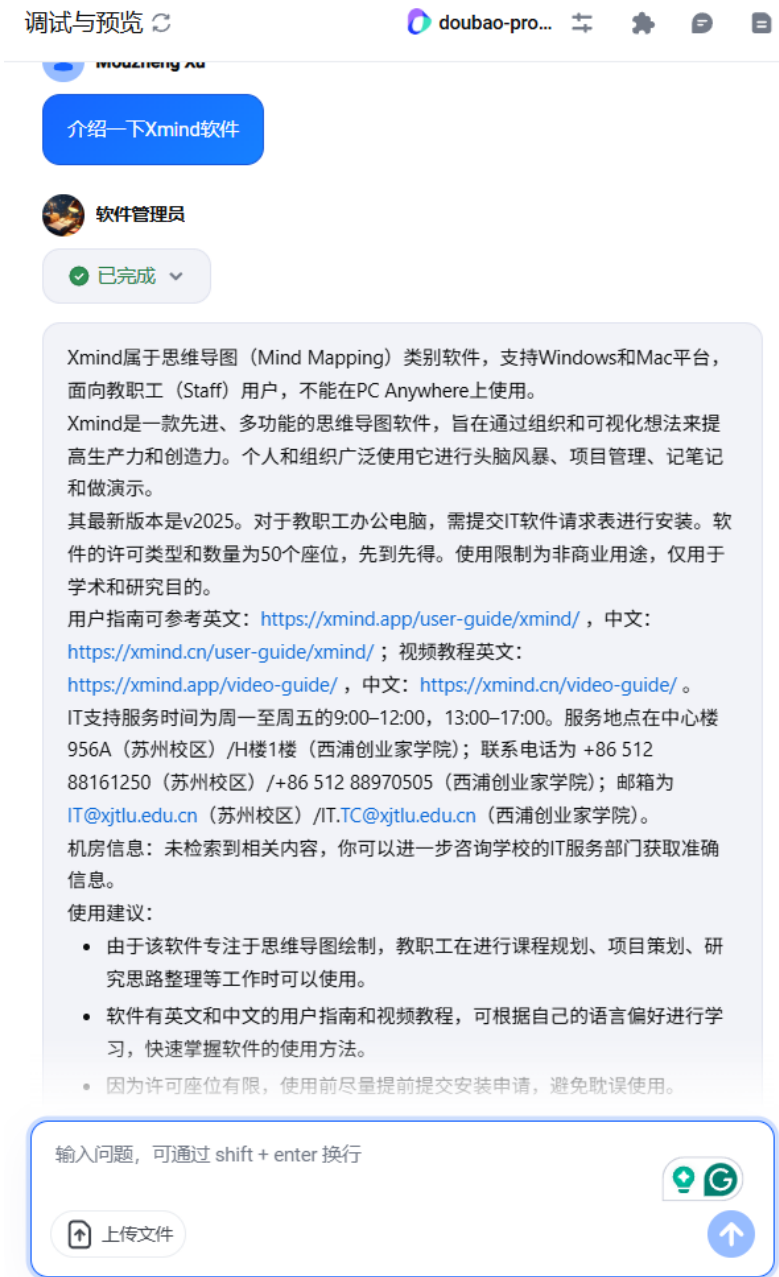 调试与预览
doubao-pro...
Mouzheng Xu
介绍一下Xmind软件
软件管理员
已完成
Xmind属于思维导图（Mind Mapping）类别软件，支持Windows和Mac平台，
面向教职工（Staff）用户，不能在PC Anywhere上使用。
Xmind是一款先进、多功能的思维导图软件，旨在通过组织和可视化想法来提
高生产力和创造力。个人和组织广泛使用它进行头脑风暴、项目管理、记笔记
和做演示。
其最新版本是v2025。对于教职工办公电脑，需提交IT软件请求表进行安装。软
件的许可类型和数量为50个座位，先到先得。使用限制为非商业用途，仅用于
学术和研究目的。
用户指南可参考英文：https://xmind.app/user-guide/xmind/ ，中文：
https://xmind.cn/user-guide/xmind/ ；视频教程英文：
https://xmind.app/video-guide/ ，中文：https://xmind.cn/video-guide/ 。
IT支持服务时间为周一至周五的9:00–12:00，13:00–17:00。服务地点在中心楼
956A（苏州校区）/H楼1楼（西浦创业家学院）；联系电话为 +86 512
88161250（苏州校区）/+86 512 88970505（西浦创业家学院）；邮箱为
IT@xjtlu.edu.cn（苏州校区）/IT.TC@xjtlu.edu.cn（西浦创业家学院）。
机房信息：未检索到相关内容，你可以进一步咨询学校的IT服务部门获取准确
信息。
使用建议：
• 由于该软件专注于思维导图绘制，教职工在进行课程规划、项目策划、研
究思路整理等工作时可以使用。
• 软件有英文和中文的用户指南和视频教程，可根据自己的语言偏好进行学
习，快速掌握软件的使用方法。
• 因为许可座位有限，使用前尽量提前提交安装申请，避免耽误使用。
输入问题，可通过 shift + enter 换行
上传文件